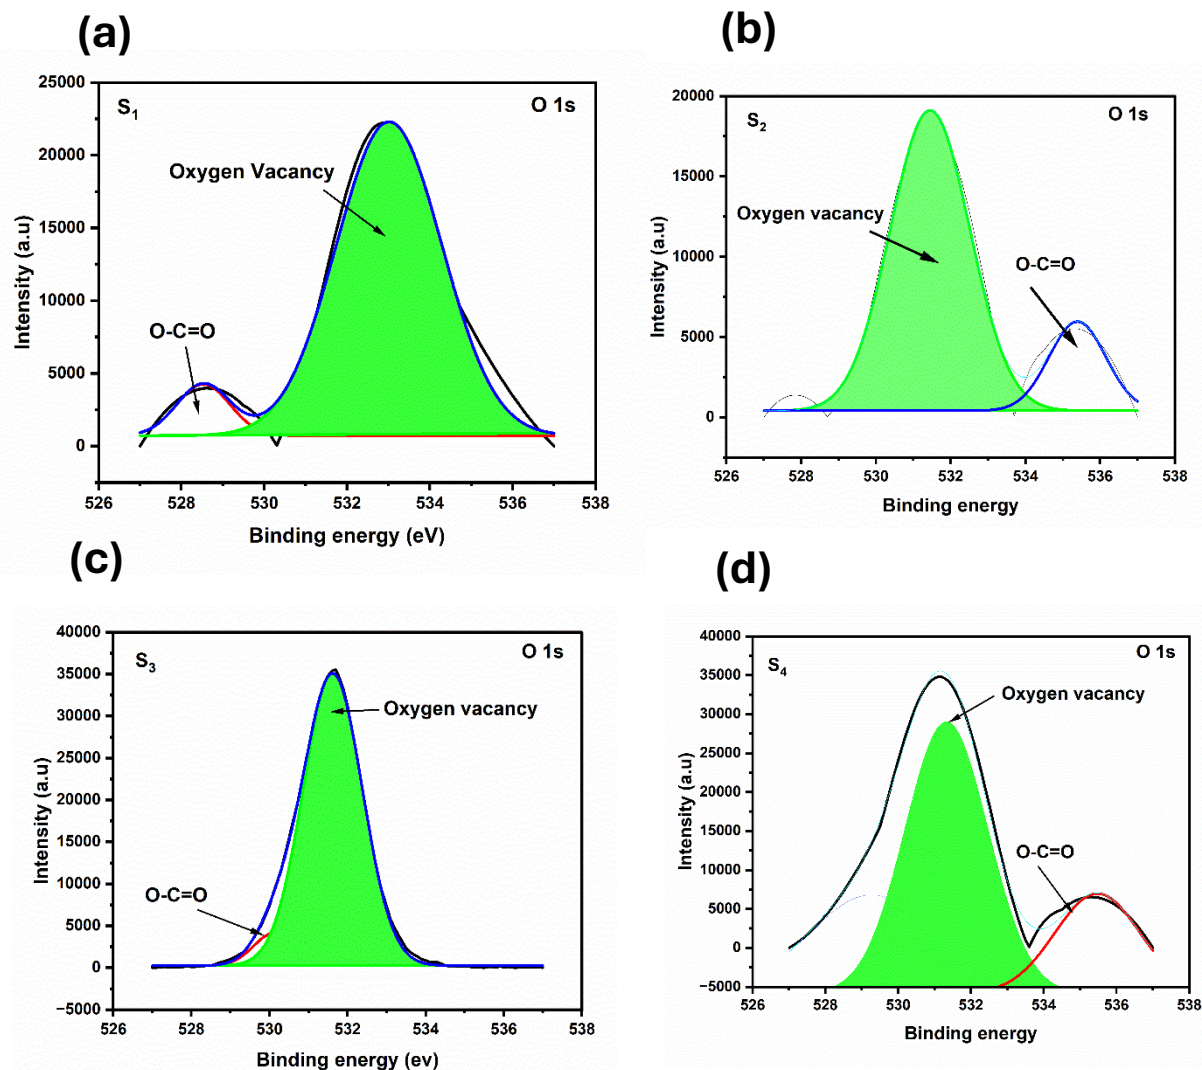 (a)
S1
O 1s
Oxygen Vacancy
O-C=O
Intensity (a.u)
25000
20000
15000
10000
5000
0
526 528 530 532 534 536 538
Binding energy (eV)
(b)
S2
O 1s
Oxygen vacancy
O-C=O
Intensity (a.u)
20000
15000
10000
5000
0
526 528 530 532 534 536 538
Binding energy
(c)
S3
O 1s
Oxygen vacancy
O-C=O
Intensity (a.u)
40000
35000
30000
25000
20000
15000
10000
5000
0
−5000
526 528 530 532 534 536 538
Binding energy (ev)
(d)
S4
O 1s
Oxygen vacancy
O-C=O
Intensity (a.u)
40000
35000
30000
25000
20000
15000
10000
5000
0
−5000
526 528 530 532 534 536 538
Binding energy